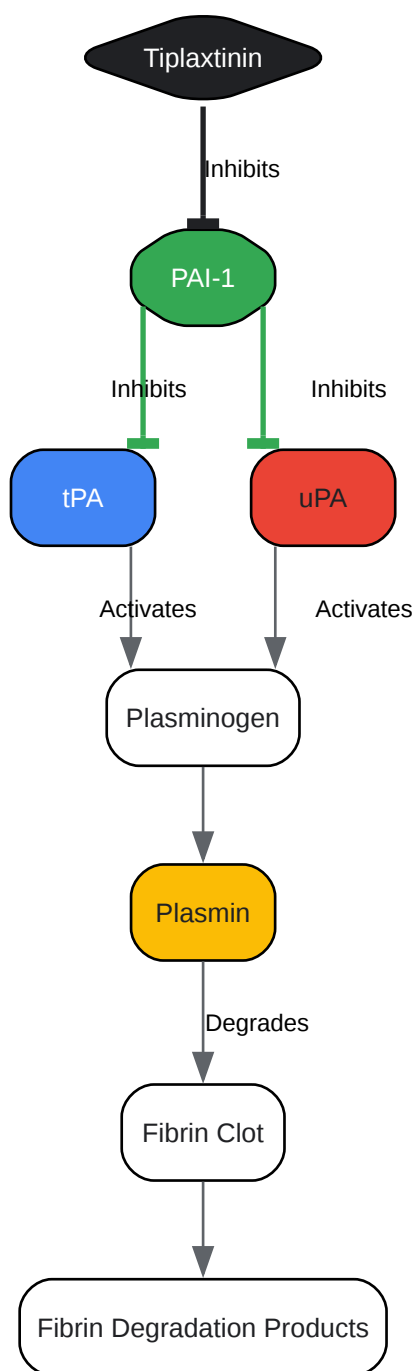 Tiplaxtinin
Inhibits
PAI-1
Inhibits
Inhibits
tPA
uPA
Activates
Activates
Plasminogen
Plasmin
Degrades
Fibrin Clot
Fibrin Degradation Products